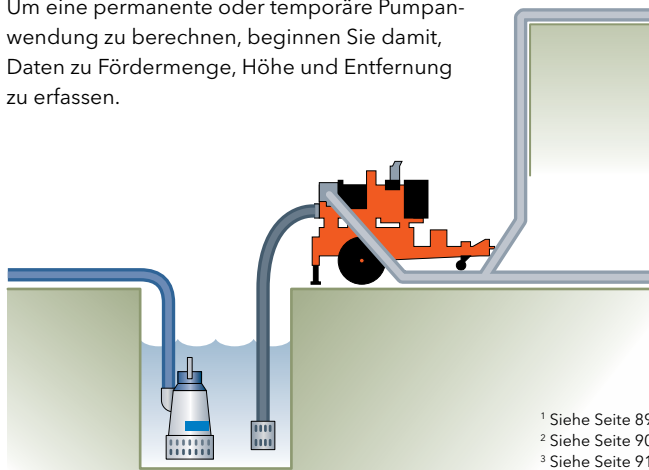 Um eine permanente oder temporäre Pumpan-
wendung zu berechnen, beginnen Sie damit,
Daten zu Fördermenge, Höhe und Entfernung
zu erfassen.
¹ Siehe Seite 89
² Siehe Seite 90
³ Siehe Seite 91